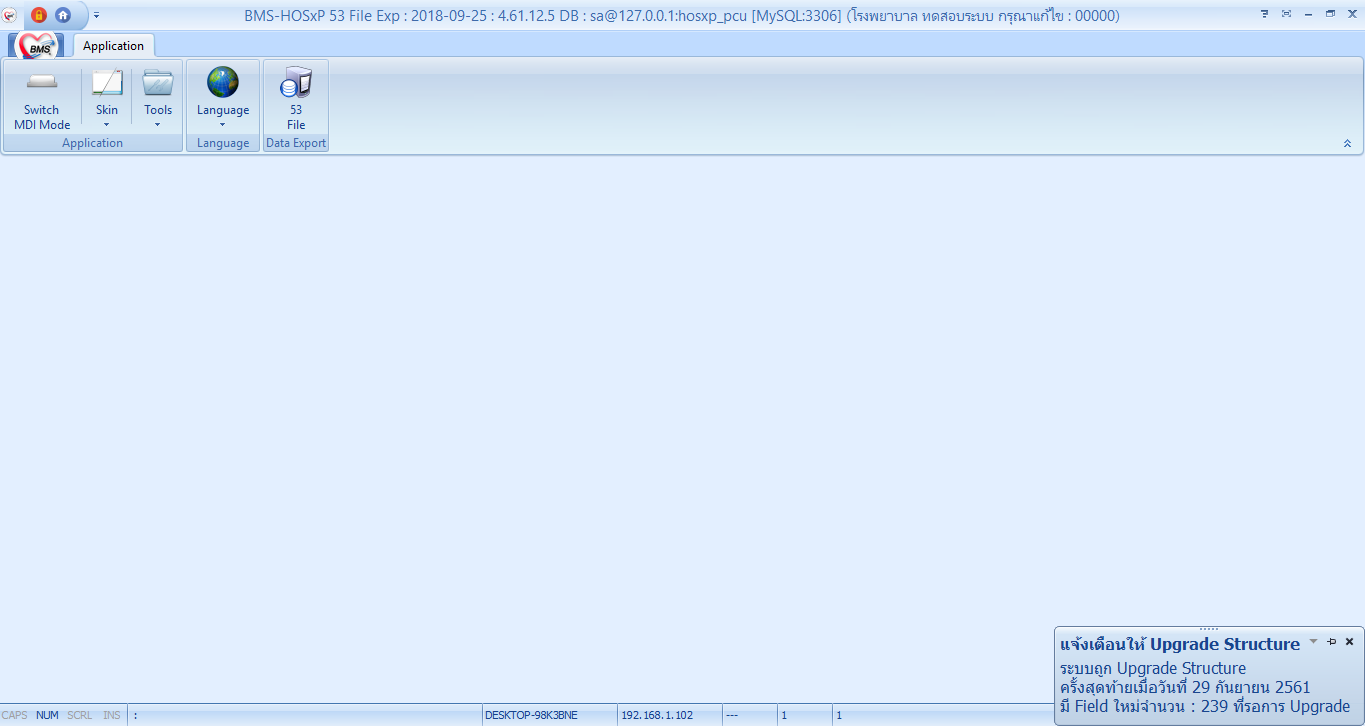 BMS-HOSxP 53 File Exp : 2018-09-25 : 4.61.12.5 DB : sa@127.0.0.1:hosxp_pcu [MySQL:3306] (โรงพยาบาล ทดสอบระบบ กรุณาแก้ไข : 00000)
BMS
Application
Switch
MDI Mode
Skin
Tools
Language
53
File
Application
Language
Data Export
แจ้งเตือนให้ Upgrade Structure
ระบบถูก Upgrade Structure
ครั้งสุดท้ายเมื่อวันที่ 29 กันยายน 2561
มี Field ใหม่จำนวน : 239 ที่รอการ Upgrade
CAPS NUM SCRL INS : DESKTOP-98K3BNE 192.168.1.102 --- 1 1